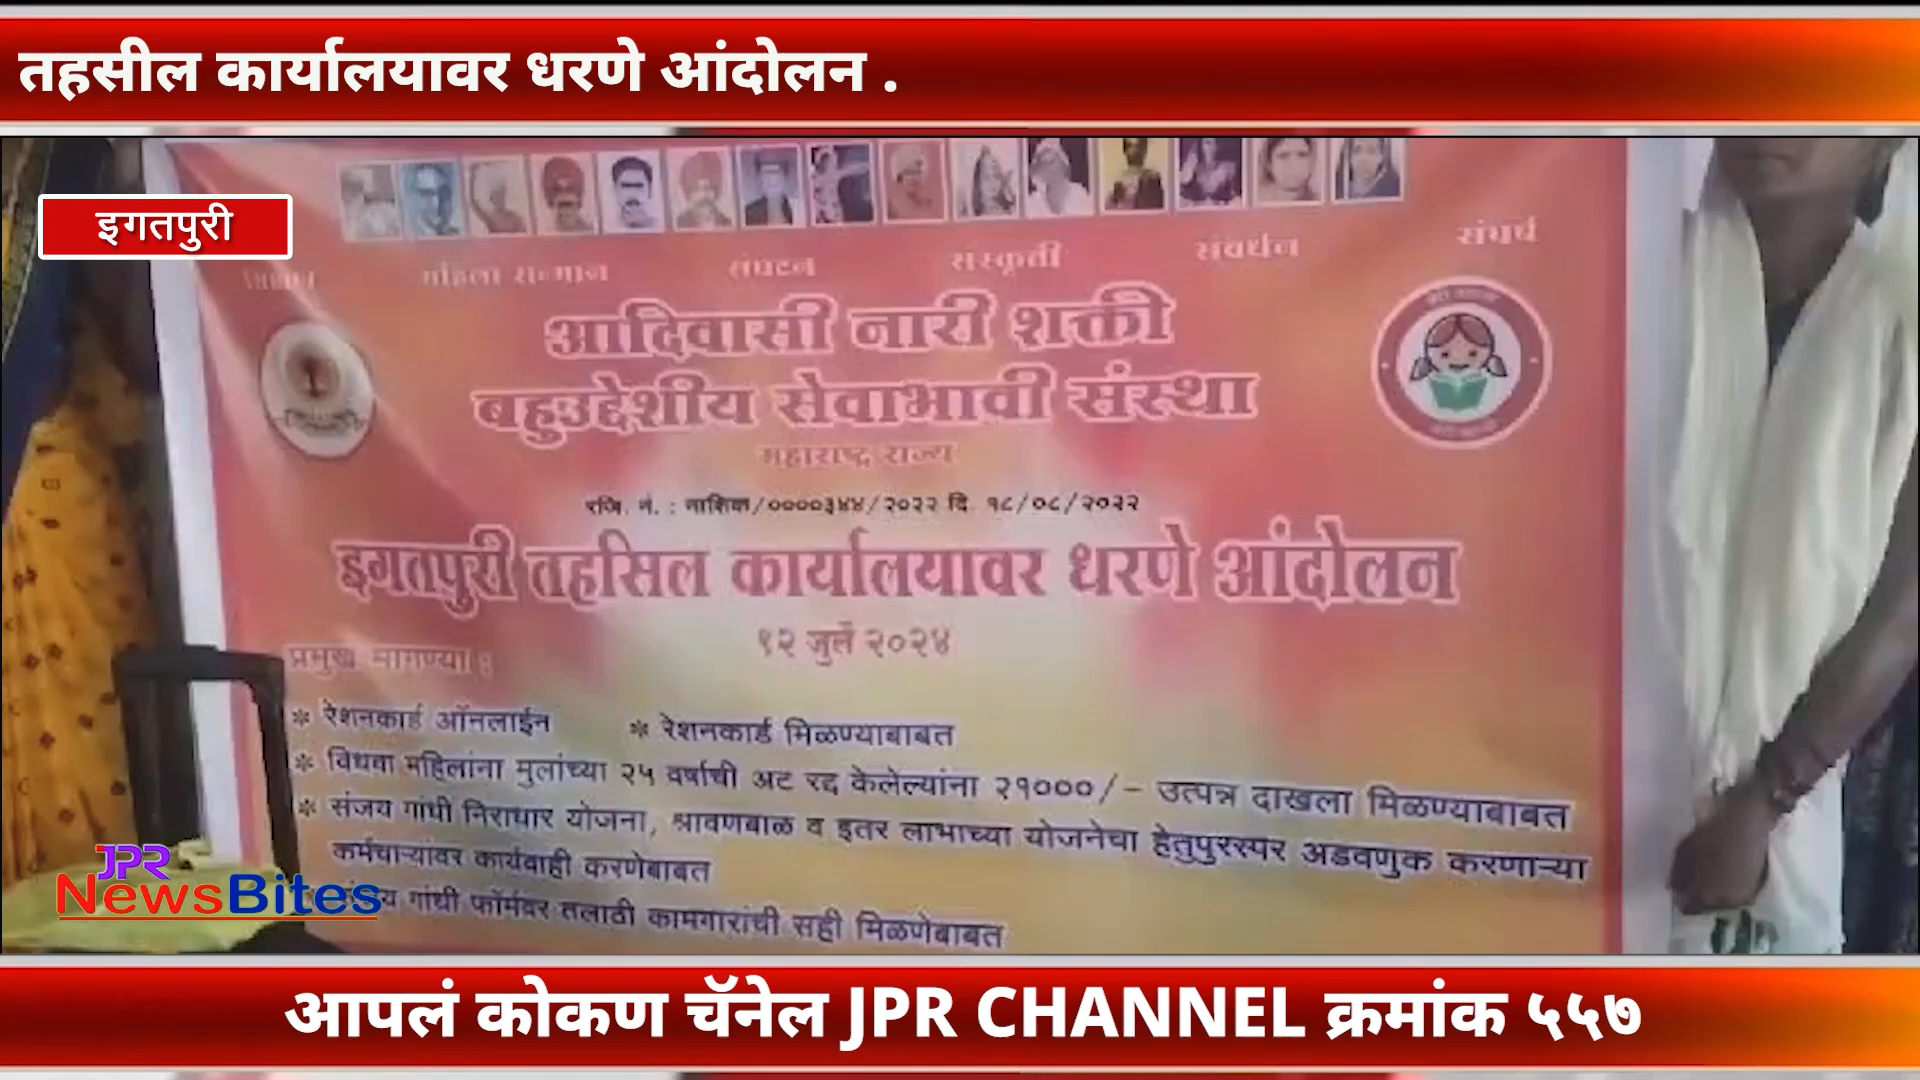 तहसील कार्यालयावर धरणे आंदोलन .
इगतपुरी
महिला सन्मान संघटन संस्कृती संवर्धन संघर्ष
आदिवासी नारी शक्ती
बहुउद्देशीय सेवाभावी संस्था
महाराष्ट्र राज्य
रजि. नं. : नाशिक/००००३४४/२०२२ दि. १८/०८/२०२२
इगतपुरी तहसिल कार्यालयावर धरणे आंदोलन
१२ जुलै २०२४
प्रमुख मागण्या :
* रेशनकार्ड ऑनलाईन * रेशनकार्ड मिळण्याबाबत
* विधवा महिलांना मुलांच्या २५ वर्षाची अट रद्द केलेल्यांना २१०००/- उत्पन्न दाखला मिळण्याबाबत
* संजय गांधी निराधार योजना, श्रावणबाळ व इतर लाभाच्या योजनेचा हेतुपुरस्पर अडवणुक करणाऱ्या
कर्मचाऱ्यांवर कार्यवाही करणेबाबत
गांधी फॉर्मवर तलाठी कामगारांची सही मिळणेबाबत
JPR
NewsBites
आपलं कोकण चॅनेल JPR CHANNEL क्रमांक ५५७